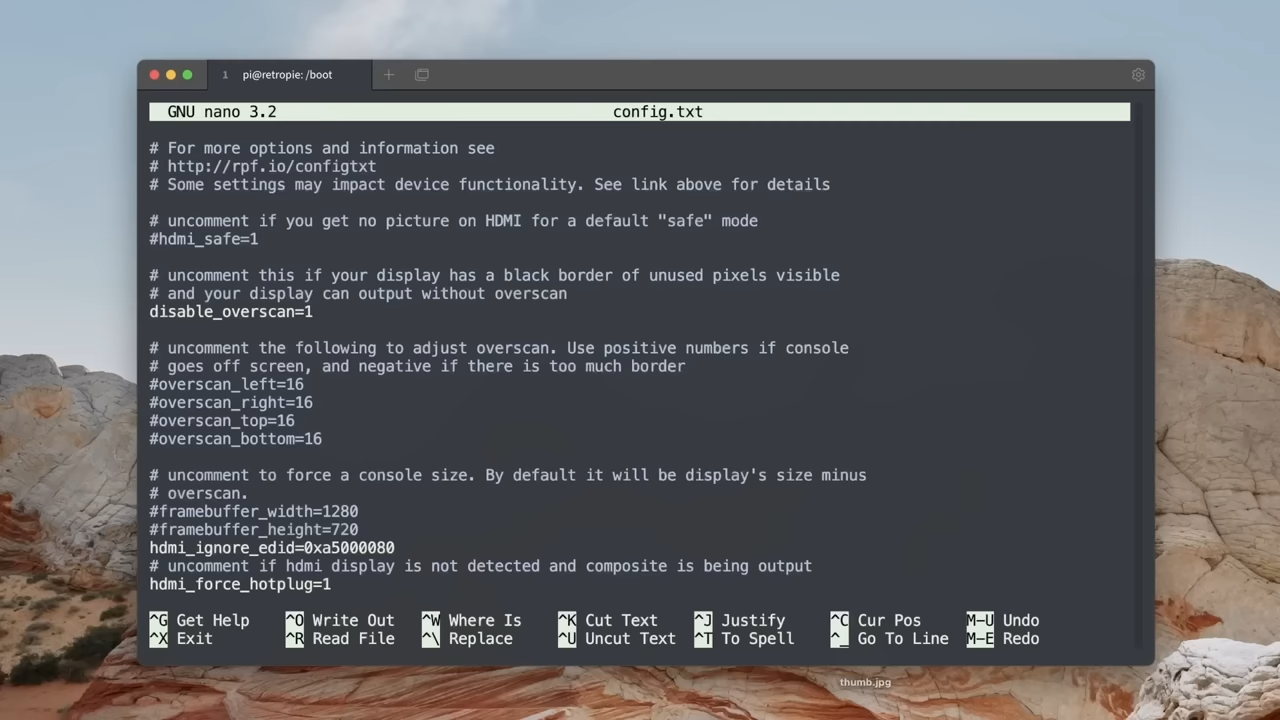 1 pi@retropie: /boot
GNU nano 3.2 config.txt
# For more options and information see
# http://rpf.io/configtxt
# Some settings may impact device functionality. See link above for details
# uncomment if you get no picture on HDMI for a default "safe" mode
#hdmi_safe=1
# uncomment this if your display has a black border of unused pixels visible
# and your display can output without overscan
disable_overscan=1
# uncomment the following to adjust overscan. Use positive numbers if console
# goes off screen, and negative if there is too much border
#overscan_left=16
#overscan_right=16
#overscan_top=16
#overscan_bottom=16
# uncomment to force a console size. By default it will be display's size minus
# overscan.
#framebuffer_width=1280
#framebuffer_height=720
hdmi_ignore_edid=0xa5000080
# uncomment if hdmi display is not detected and composite is being output
hdmi_force_hotplug=1
^G Get Help ^O Write Out ^W Where Is ^K Cut Text ^J Justify ^C Cur Pos M-U Undo
^X Exit ^R Read File ^\ Replace ^U Uncut Text ^T To Spell ^_ Go To Line M-E Redo
thumb.jpg